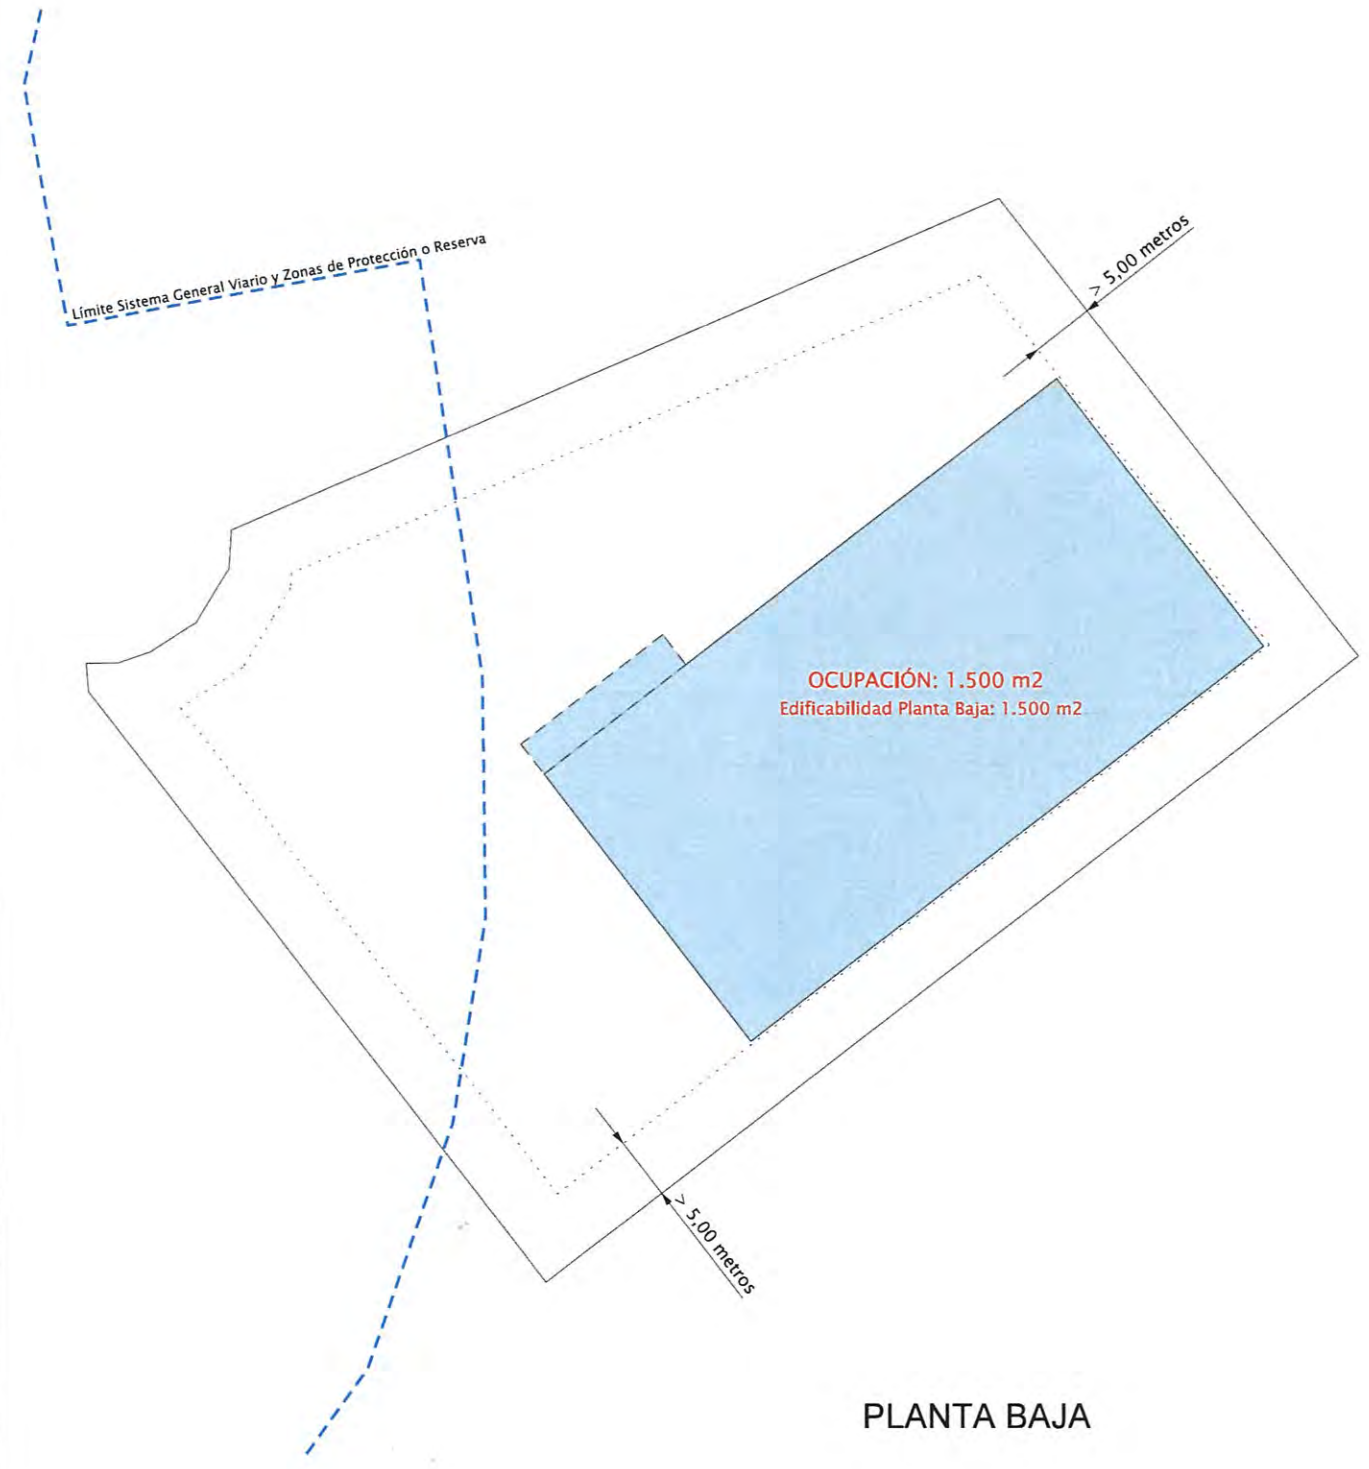 Límite Sistema General Viario y Zonas de Protección o Reserva
> 5,00 metros
OCUPACIÓN: 1.500 m2
Edificabilidad Planta Baja: 1.500 m2
> 5,00 metros
PLANTA BAJA